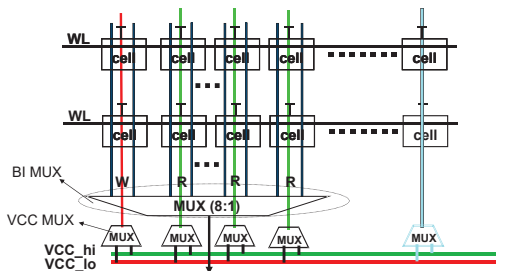 WL
cell cell cell cell cell
WL
cell cell cell cell cell
W R R R
BI MUX
MUX (8:1)
VCC MUX
MUX MUX MUX MUX MUX
VCC_hi
VCC_lo